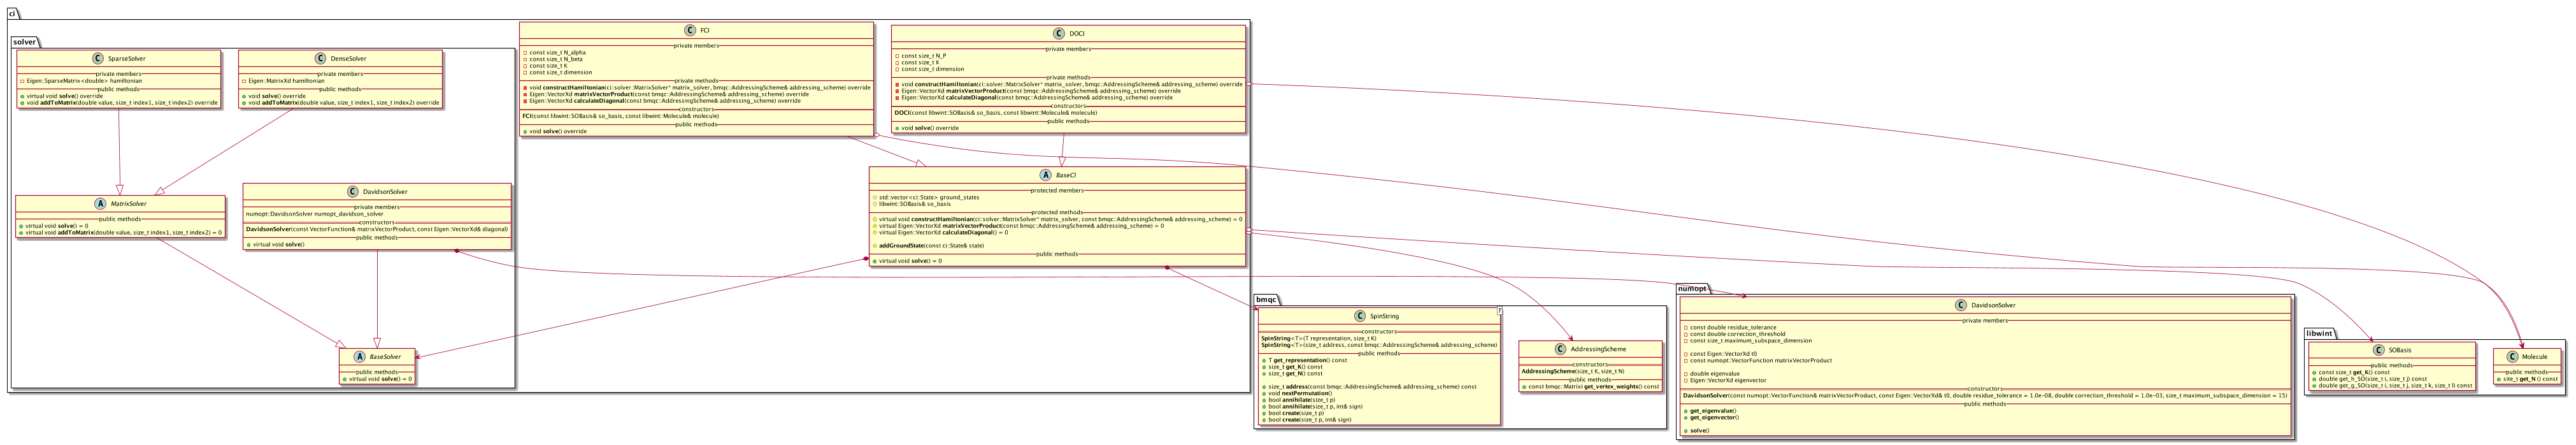 ci
solver
C SparseSolver
private members
Eigen::SparseMatrix<double> hamiltonian
public methods
virtual void solve() override
void addToMatrix(double value, size_t index1, size_t index2) override
C DenseSolver
private members
Eigen::MatrixXd hamiltonian
public methods
void solve() override
void addToMatrix(double value, size_t index1, size_t index2) override
C FCI
private members
const size_t N_alpha
const size_t N_beta
const size_t K
const size_t dimension
private methods
void constructHamiltonian(ci::solver::MatrixSolver* matrix_solver, bmqc::AddressingScheme& addressing_scheme) override
Eigen::VectorXd matrixVectorProduct(const bmqc::AddressingScheme& addressing_scheme) override
Eigen::VectorXd calculateDiagonal(const bmqc::AddressingScheme& addressing_scheme) override
constructors
FCI(const libwint::SOBasis& so_basis, const libwint::Molecule& molecule)
public methods
void solve() override
C DOCI
private members
const size_t N_P
const size_t K
const size_t dimension
private methods
void constructHamiltonian(ci::solver::MatrixSolver* matrix_solver, bmqc::AddressingScheme& addressing_scheme) override
Eigen::VectorXd matrixVectorProduct(const bmqc::AddressingScheme& addressing_scheme) override
Eigen::VectorXd calculateDiagonal(const bmqc::AddressingScheme& addressing_scheme) override
constructors
DOCI(const libwint::SOBasis& so_basis, const libwint::Molecule& molecule)
public methods
void solve() override
A MatrixSolver
public methods
virtual void solve() = 0
virtual void addToMatrix(double value, size_t index1, size_t index2) = 0
C DavidsonSolver
private members
numopt::DavidsonSolver numopt_davidson_solver
constructors
DavidsonSolver(const VectorFunction& matrixVectorProduct, const Eigen::VectorXd& diagonal)
public methods
virtual void solve()
A BaseCI
protected members
std::vector<ci::State> ground_states
libwint::SOBasis& so_basis
protected methods
virtual void constructHamiltonian(ci::solver::MatrixSolver* matrix_solver, const bmqc::AddressingScheme& addressing_scheme) = 0
virtual Eigen::VectorXd matrixVectorProduct(const bmqc::AddressingScheme& addressing_scheme) = 0
virtual Eigen::VectorXd calculateDiagonal() = 0
addGroundState(const ci::State& state)
public methods
virtual void solve() = 0
A BaseSolver
public methods
virtual void solve() = 0
bmqc
C SpinString
T
constructors
SpinString<T>(T representation, size_t K)
SpinString<T>(size_t address, const bmqc::AddressingScheme& addressing_scheme)
public methods
T get_representation() const
size_t get_K() const
size_t get_N() const
size_t address(const bmqc::AddressingScheme& addressing_scheme) const
void nextPermutation()
bool annihilate(size_t p)
bool annihilate(size_t p, int& sign)
bool create(size_t p)
bool create(size_t p, int& sign)
C AddressingScheme
constructors
AddressingScheme(size_t K, size_t N)
public methods
const bmqc::Matrixi get_vertex_weights() const
numopt
C DavidsonSolver
private members
const double residue_tolerance
const double correction_threshold
const size_t maximum_subspace_dimension
const Eigen::VectorXd t0
const numopt::VectorFunction matrixVectorProduct
double eigenvalue
Eigen::VectorXd eigenvector
constructors
DavidsonSolver(const numopt::VectorFunction& matrixVectorProduct, const Eigen::VectorXd& t0, double residue_tolerance = 1.0e-08, double correction_threshold = 1.0e-03, size_t maximum_subspace_dimension = 15)
public methods
get_eigenvalue()
get_eigenvector()
solve()
libwint
C SOBasis
public methods
const size_t get_K() const
double get_h_SO(size_t i, size_t j) const
double get_g_SO(size_t i, size_t j, size_t k, size_t l) const
C Molecule
public methods
site_t get_N () const